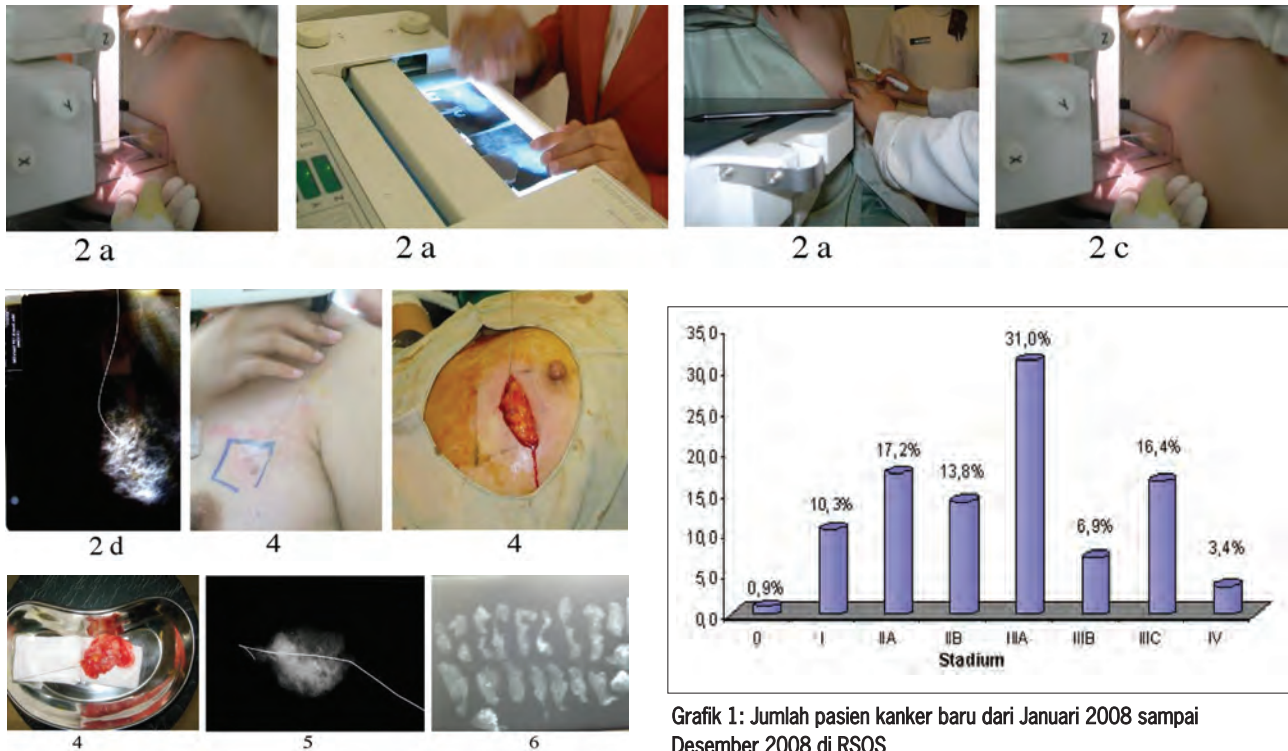 Z
Y
X
2 a
2 a
2 a
Z
Y
X
2 c
2 d
4
4
4
5
6
35,0
30,0
25,0
20,0
15,0
10,0
5,0
0,0
0,9%
10,3%
17,2%
13,8%
31,0%
6,9%
16,4%
3,4%
0 I IIA IIB IIIA IIIB IIIC IV
Stadium
Grafik 1: Jumlah pasien kanker baru dari Januari 2008 sampai
Desember 2008 di RSOS